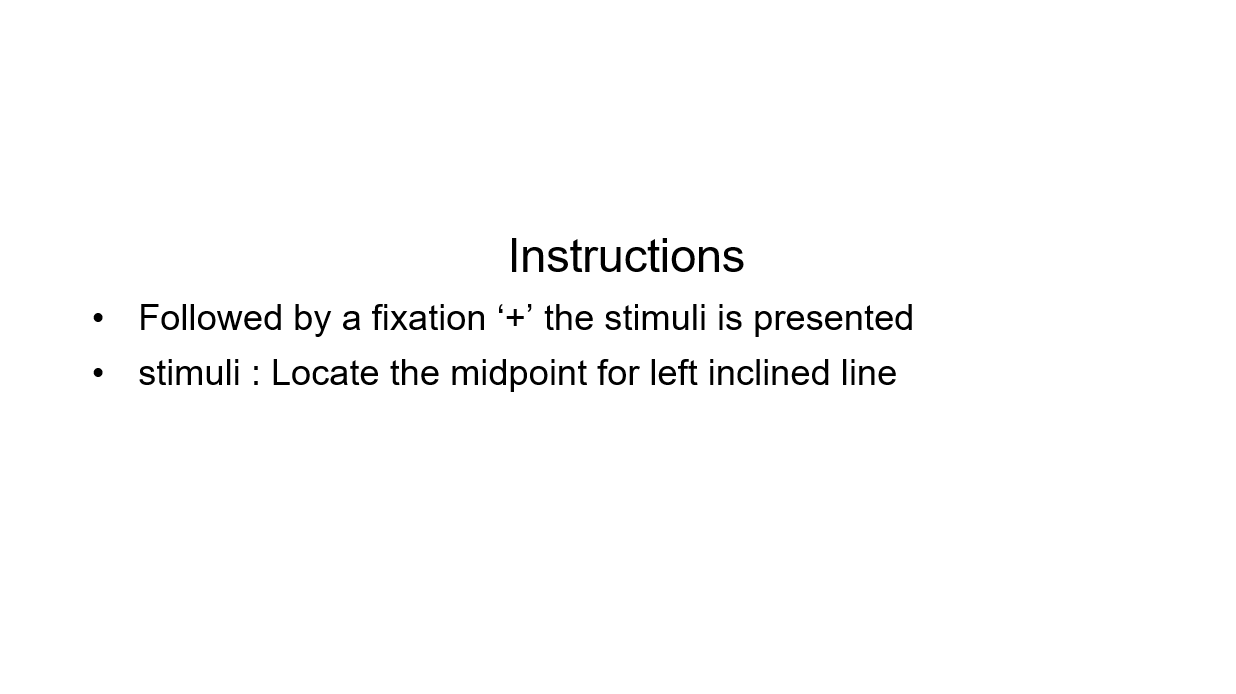 Instructions
• Followed by a fixation ‘+’ the stimuli is presented
• stimuli : Locate the midpoint for left inclined line